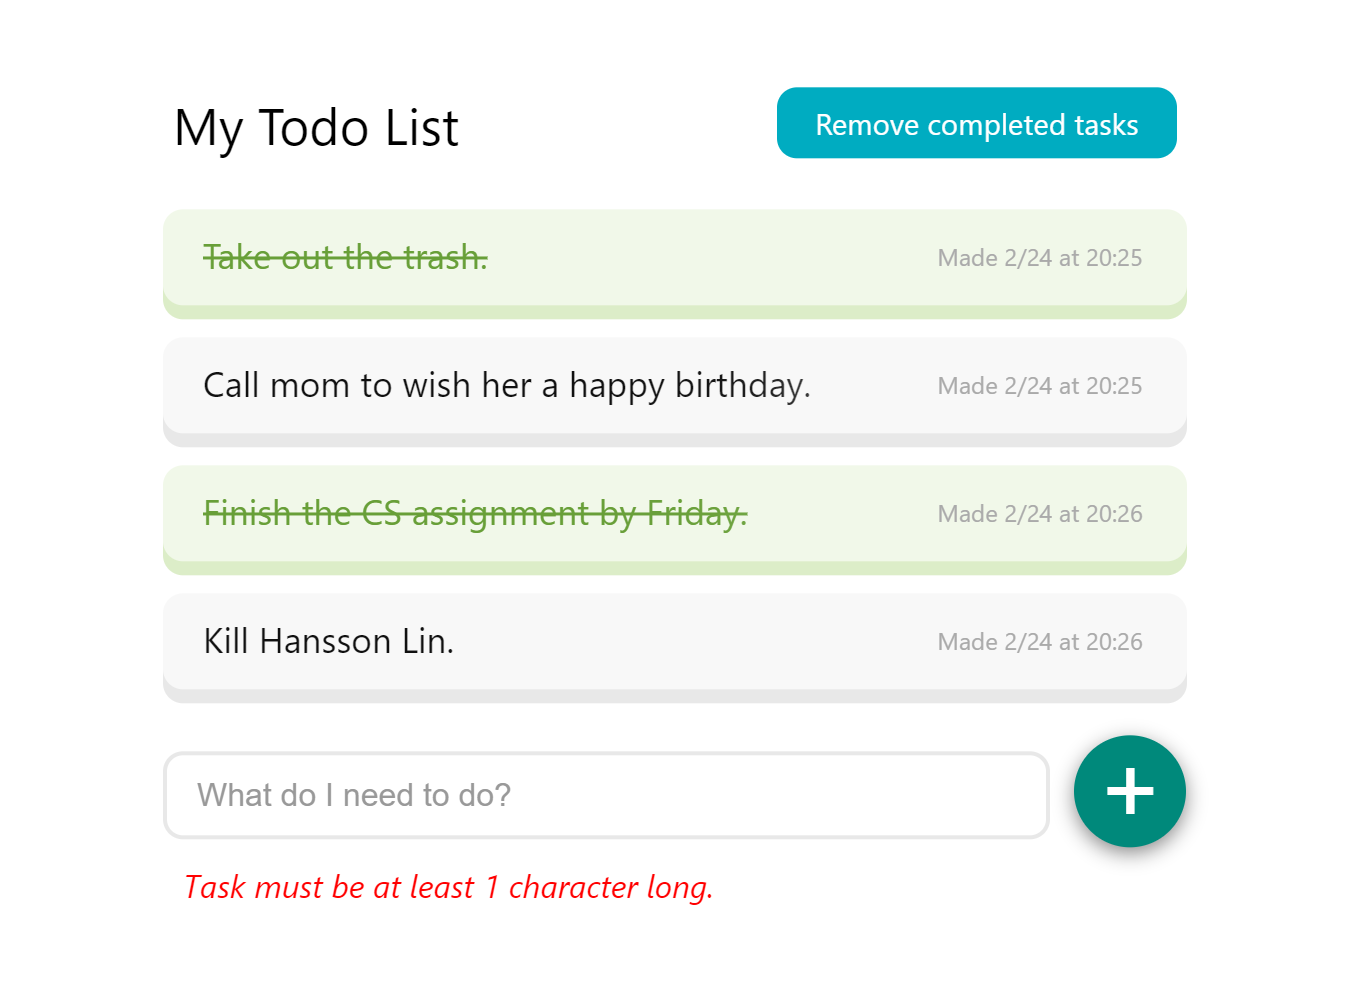 My Todo List
Remove completed tasks
Take out the trash.
Made 2/24 at 20:25
Call mom to wish her a happy birthday.
Made 2/24 at 20:25
Finish the CS assignment by Friday.
Made 2/24 at 20:26
Kill Hansson Lin.
Made 2/24 at 20:26
What do I need to do?
+
Task must be at least 1 character long.